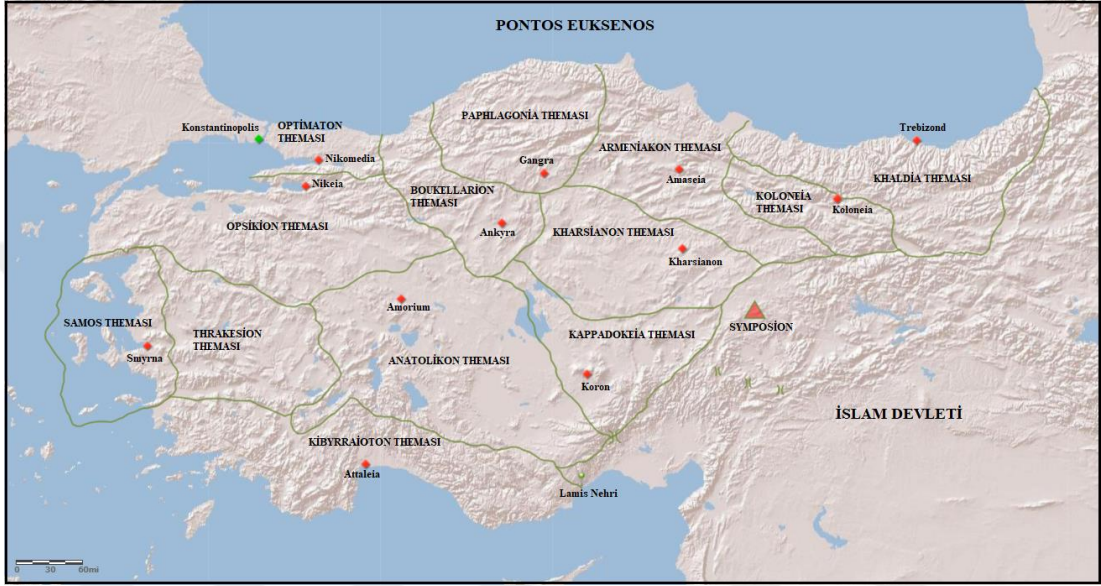 PONTOS EUKSENOS
Konstantinopolis
OPTİMATON
THEMASI
Nikomedia
Nikeia
PAPHLAGONİA THEMASI
Gangra
ARMENİAKON THEMASI
Amaseia
Trebizond
KHALDİA THEMASI
BOUKELLARİON
THEMASI
Ankyra
KOLONEİA
THEMASI
Koloneia
OPSİKİON THEMASI
KHARSİANON THEMASI
Kharsianon
Amorium
SYMPOSİON
SAMOS THEMASI
Smyrna
THRAKESİON
THEMASI
ANATOLİKON THEMASI
KAPPADOKEİA THEMASI
Koron
İSLAM DEVLETİ
KİBYRRAİOTON THEMASI
Attaleia
Lamis Nehri
0 30 60mi